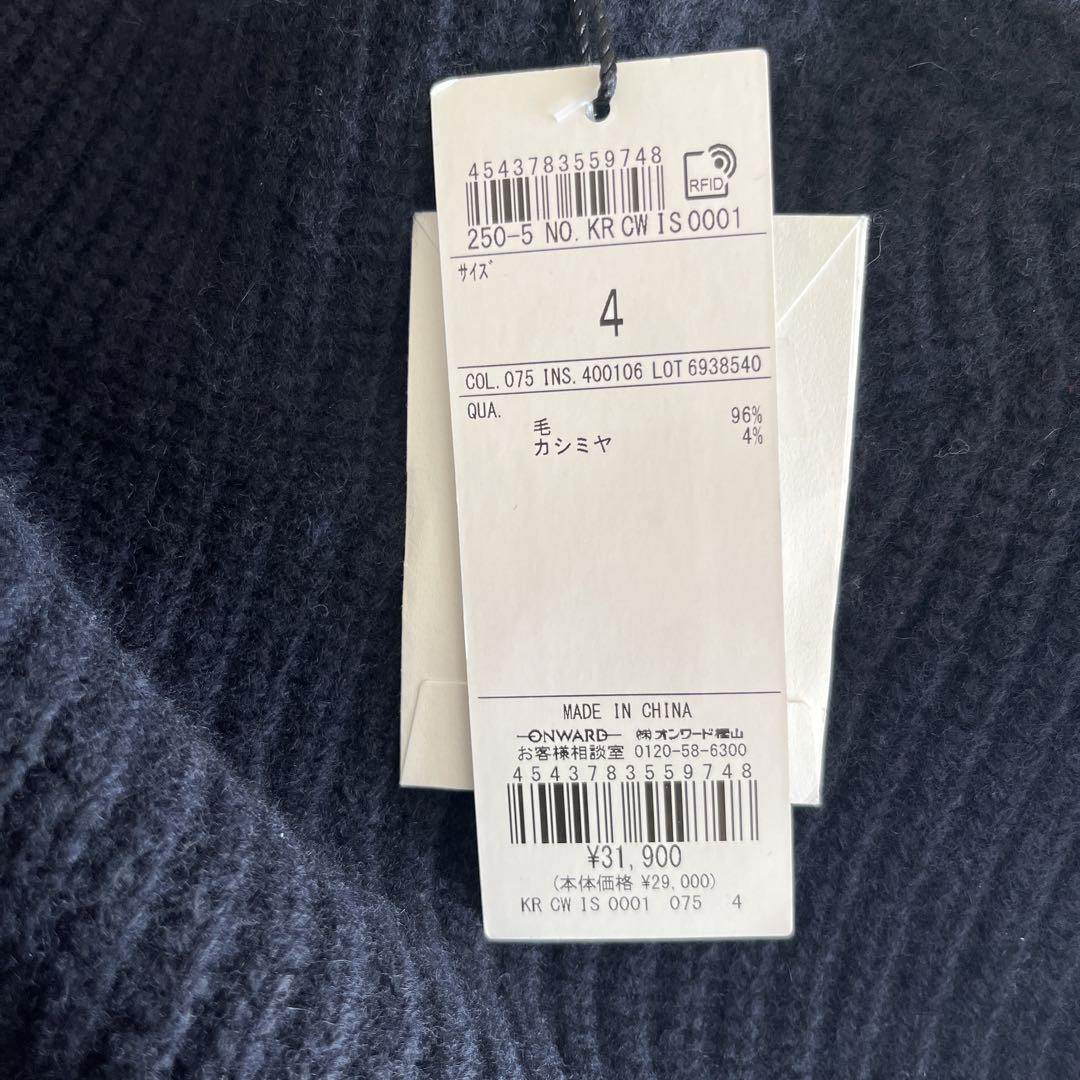 4543783559748
RFID
250-5 NO. KR CW IS 0001
サイズ
4
COL. 075 INS. 400106 LOT 6938540
QUA.
毛 96%
カシミヤ 4%
MADE IN CHINA
ONWARD ㈱オンワード樫山
お客様相談室 0120-58-6300
4543783559748
¥31,900
(本体価格 ¥29,000)
KR CW IS 0001 075 4